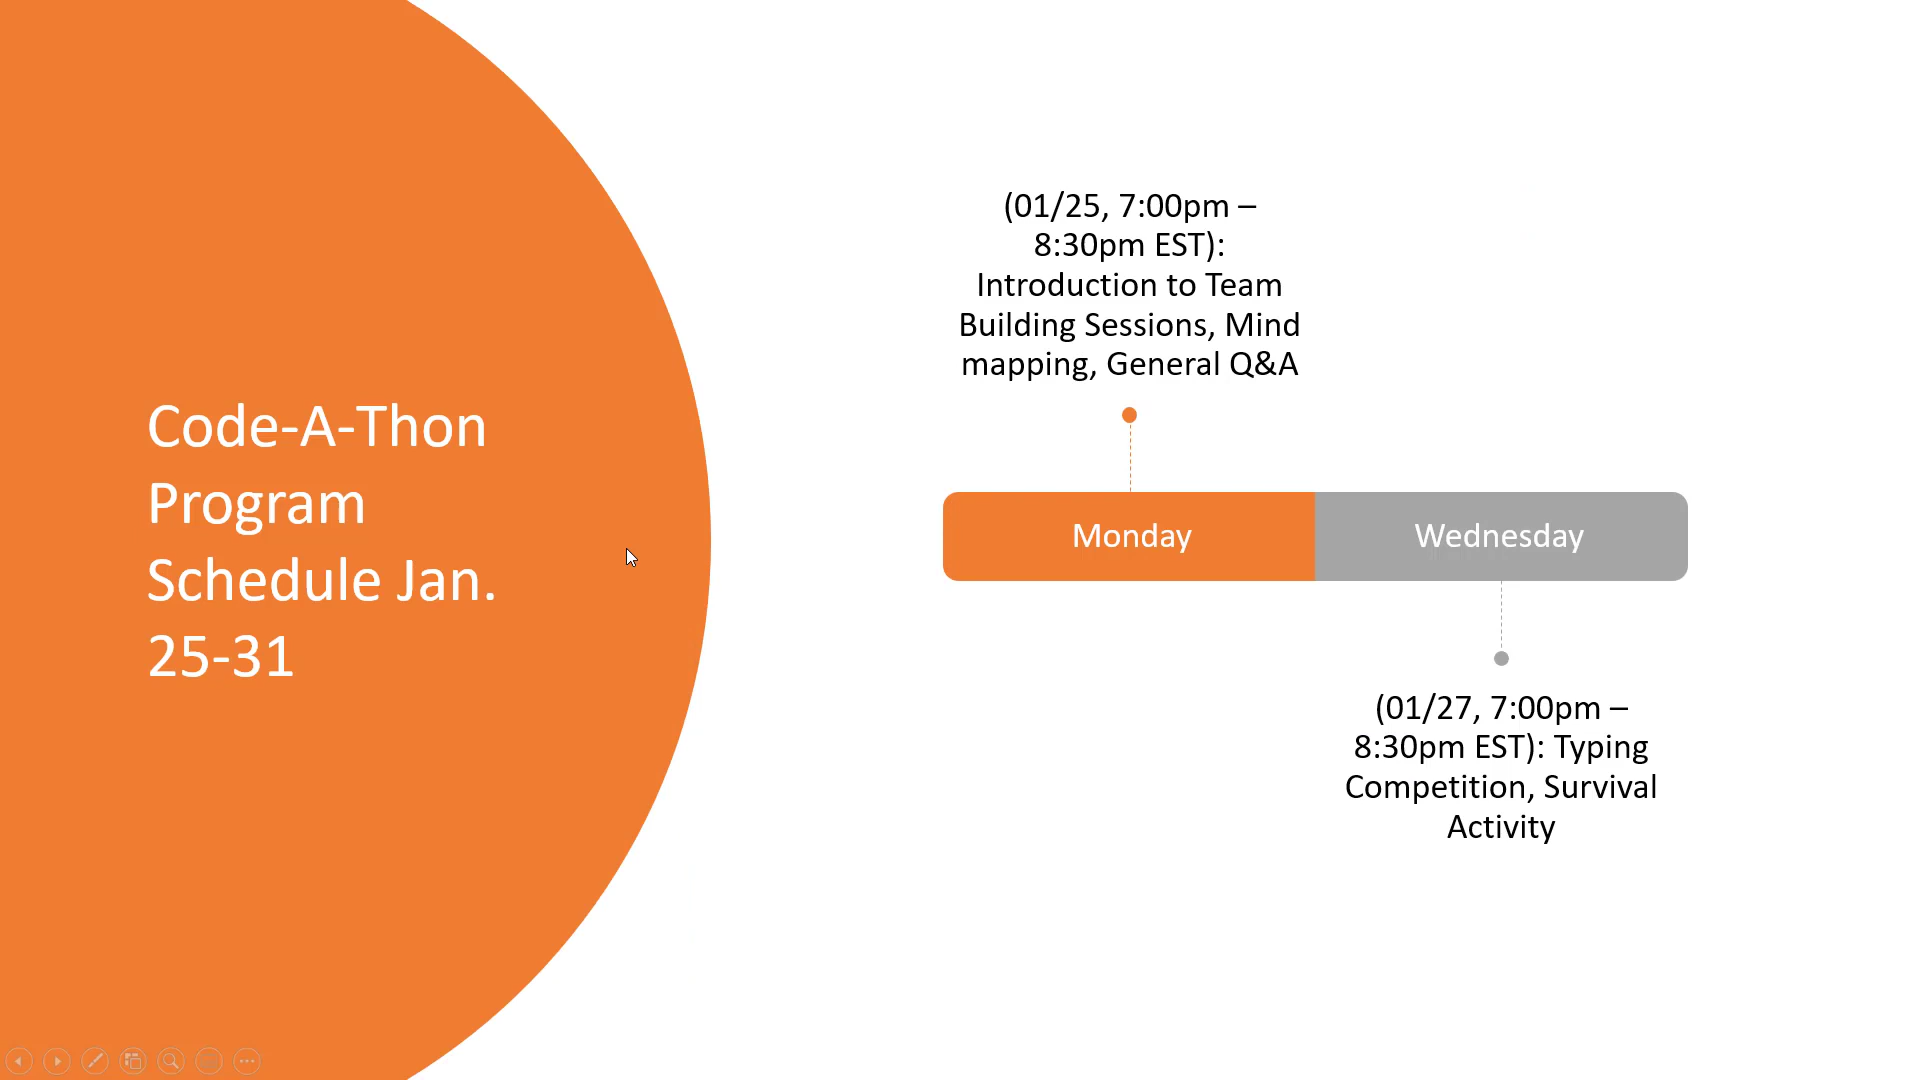 Code-A-Thon
Program
Schedule Jan.
25-31
(01/25, 7:00pm –
8:30pm EST):
Introduction to Team
Building Sessions, Mind
mapping, General Q&A
Monday
Wednesday
(01/27, 7:00pm –
8:30pm EST): Typing
Competition, Survival
Activity